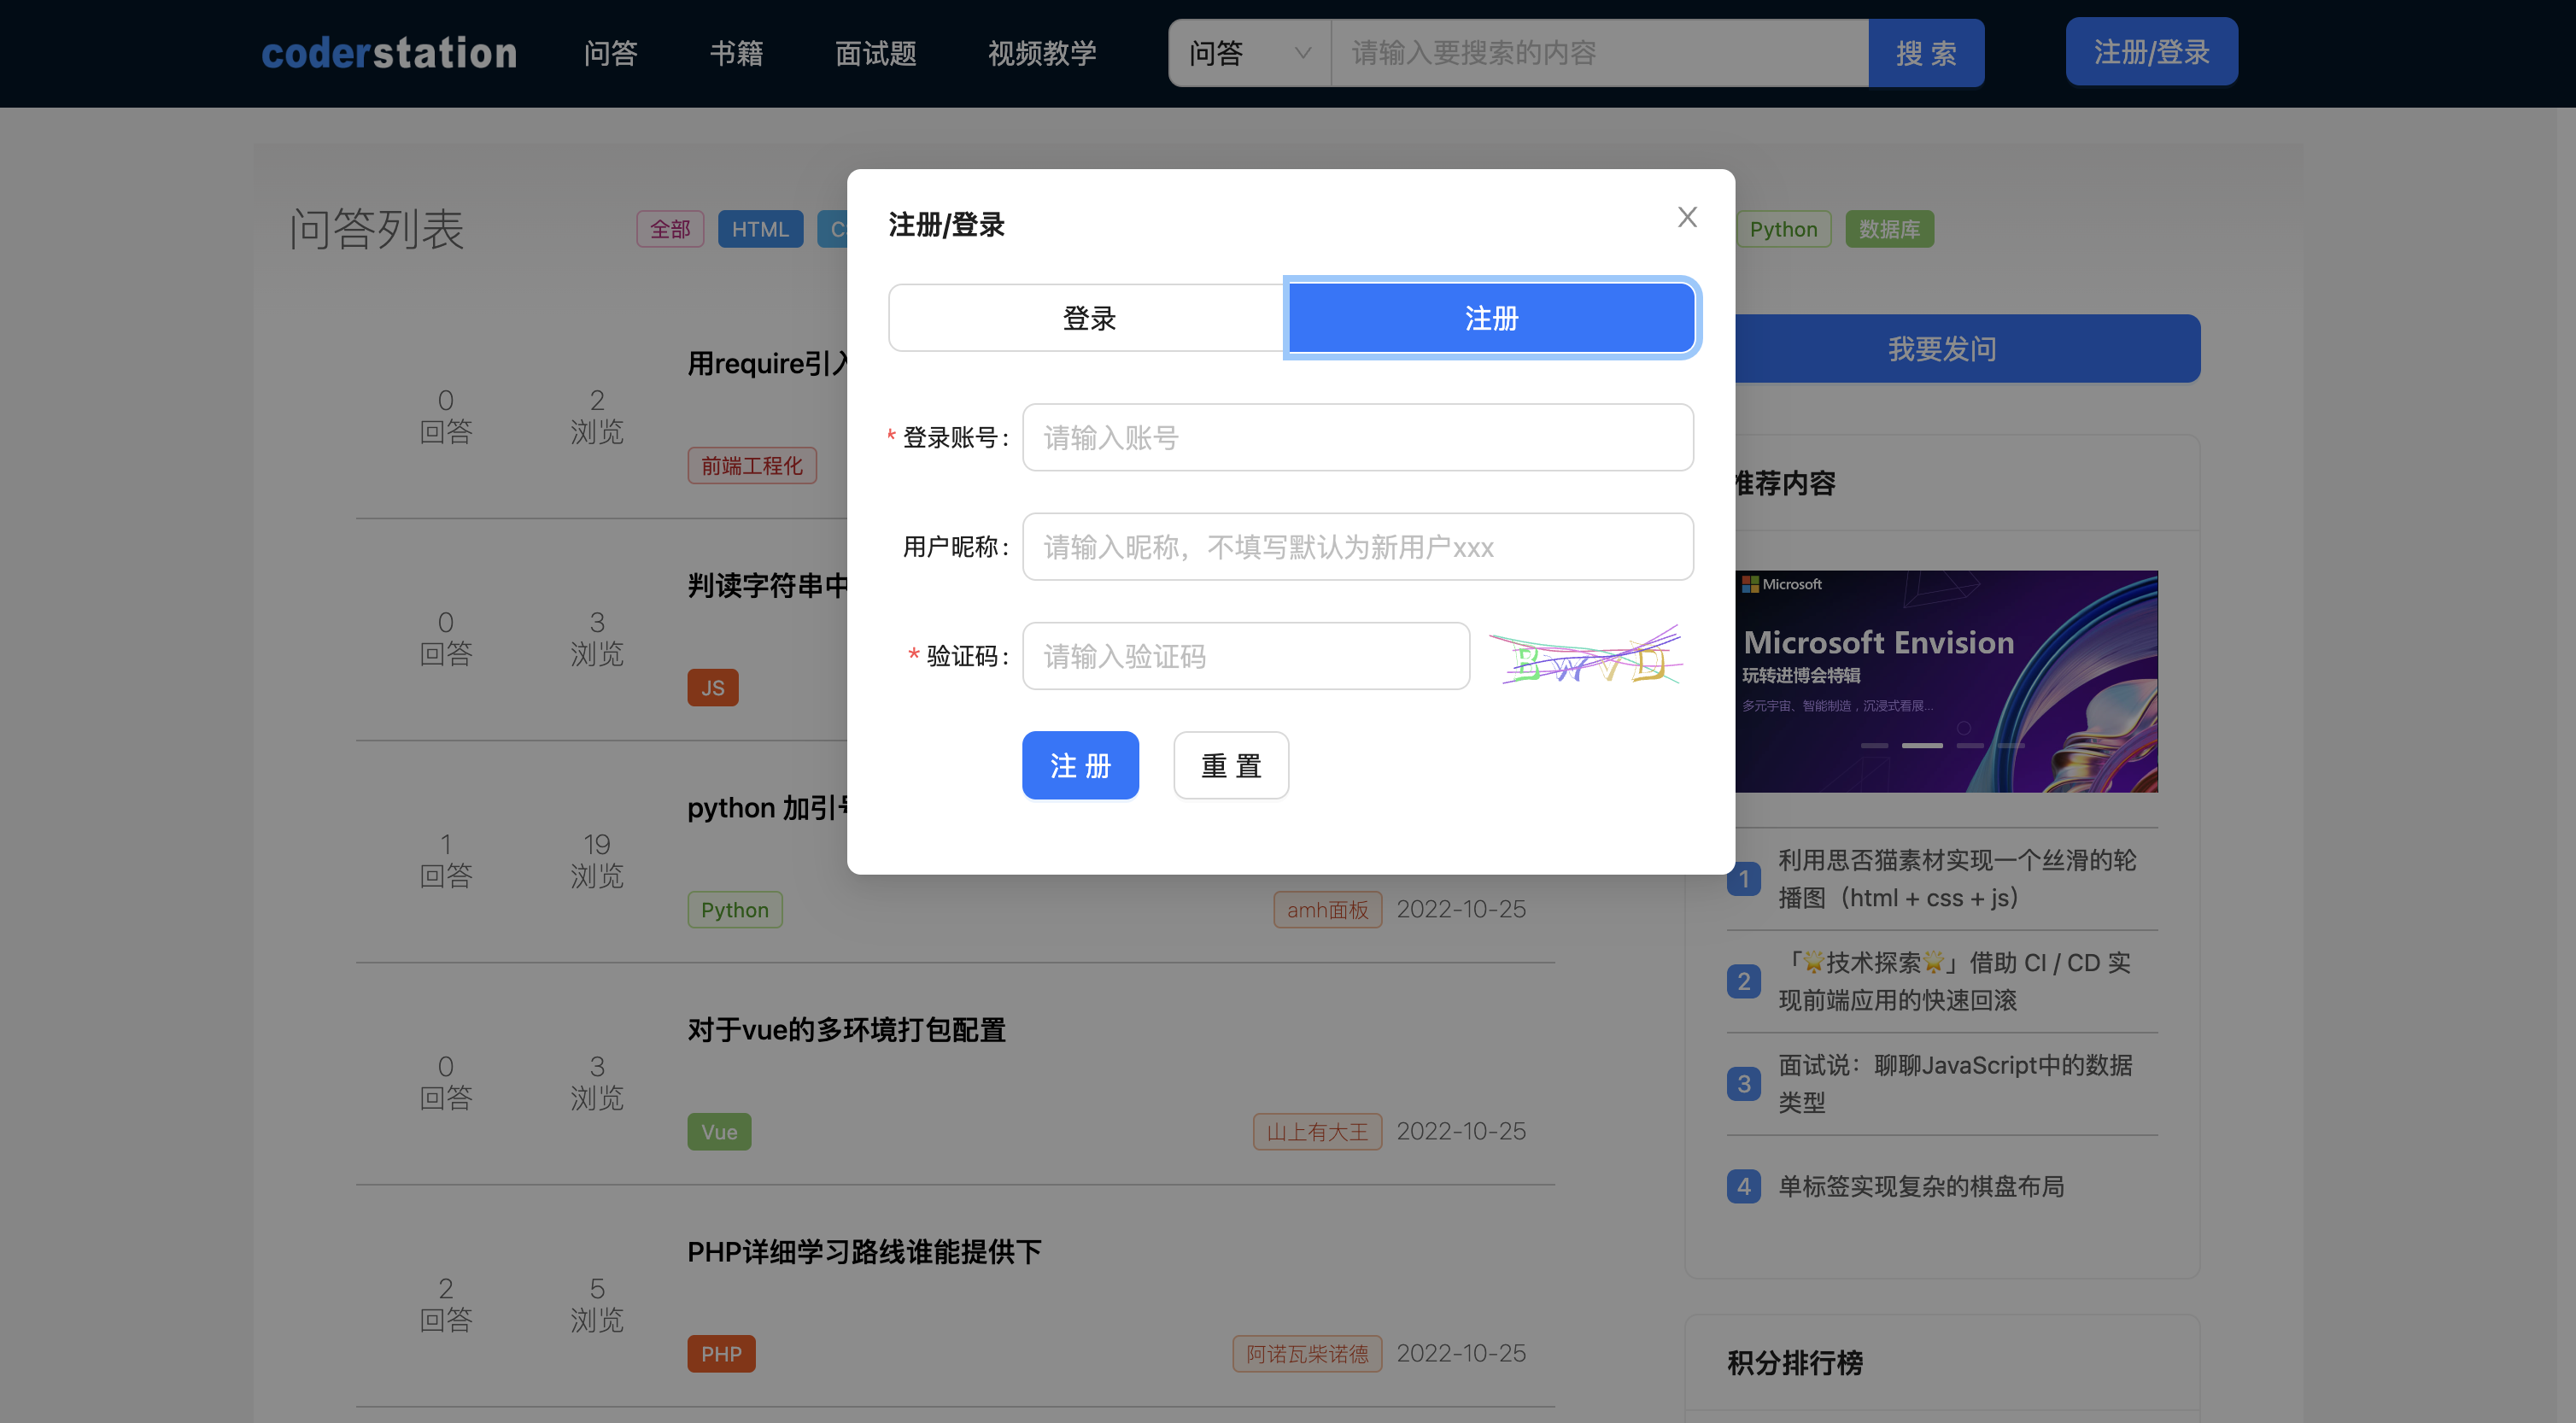 coderstation
问答
书籍
面试题
视频教学
问答
请输入要搜索的内容
搜 索
注册/登录
问答列表
全部
HTML
Python
数据库
注册/登录
登录
注册
* 登录账号:
请输入账号
用户昵称:
请输入昵称，不填写默认为新用户xxx
* 验证码:
请输入验证码
注 册
重 置
用require引入
0
回答
2
浏览
前端工程化
判读字符串中
0
回答
3
浏览
JS
python 加引号
1
回答
19
浏览
Python
amh面板
2022-10-25
对于vue的多环境打包配置
0
回答
3
浏览
Vue
山上有大王
2022-10-25
PHP详细学习路线谁能提供下
2
回答
5
浏览
PHP
阿诺瓦柴诺德
2022-10-25
我要发问
推荐内容
Microsoft
Microsoft Envision
玩转进博会特辑
多元宇宙、智能制造，沉浸式看展...
1
利用思否猫素材实现一个丝滑的轮
播图（html + css + js）
2
「🌟技术探索🌟」借助 CI / CD 实
现前端应用的快速回滚
3
面试说：聊聊JavaScript中的数据
类型
4
单标签实现复杂的棋盘布局
积分排行榜